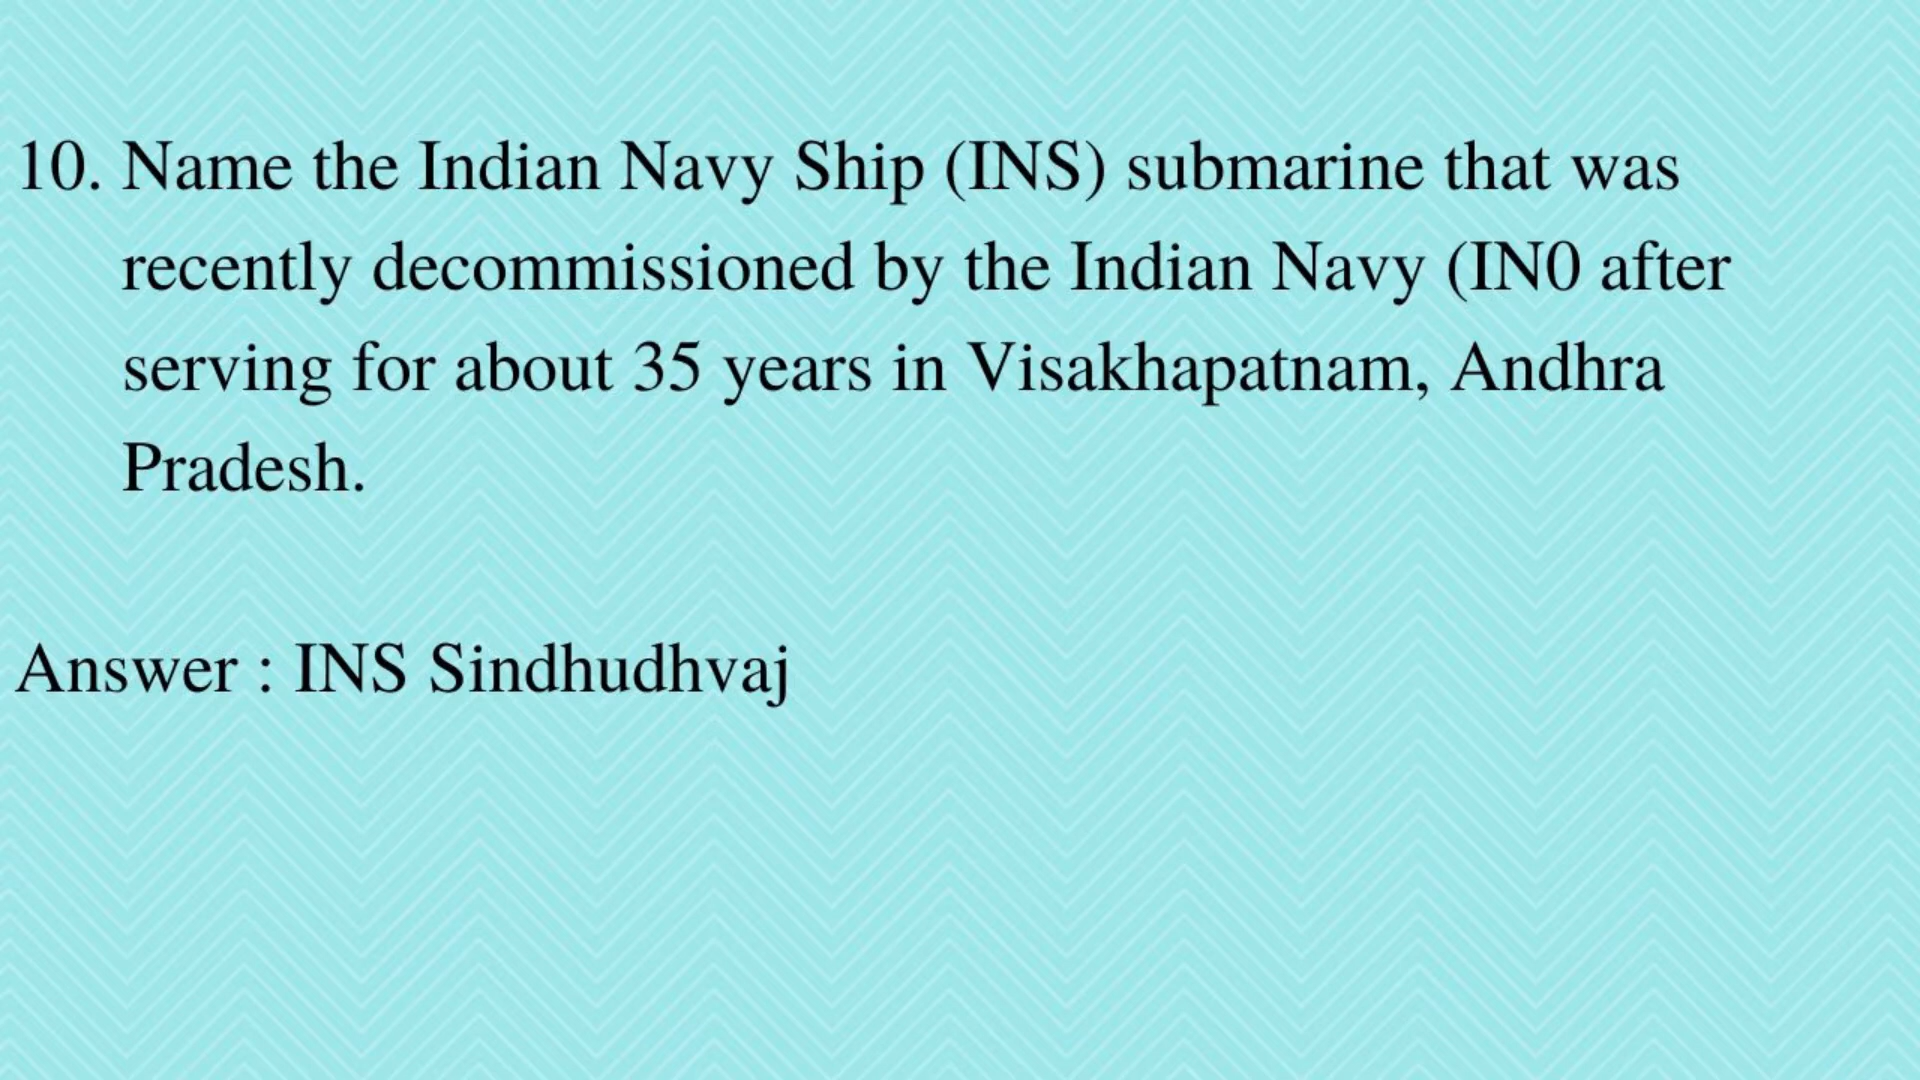 10. Name the Indian Navy Ship (INS) submarine that was
recently decommissioned by the Indian Navy (IN0 after
serving for about 35 years in Visakhapatnam, Andhra
Pradesh.
Answer : INS Sindhudhvaj